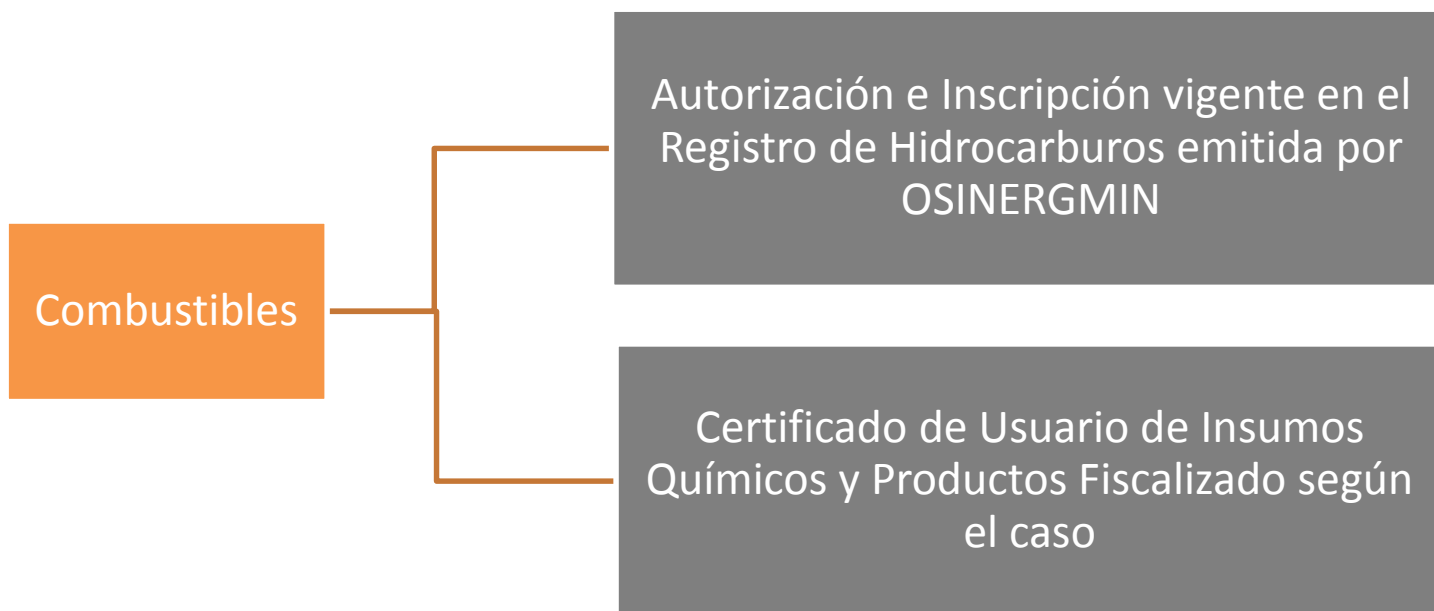 Combustibles
Autorización e Inscripción vigente en el
Registro de Hidrocarburos emitida por
OSINERGMIN
Certificado de Usuario de Insumos
Químicos y Productos Fiscalizado según
el caso